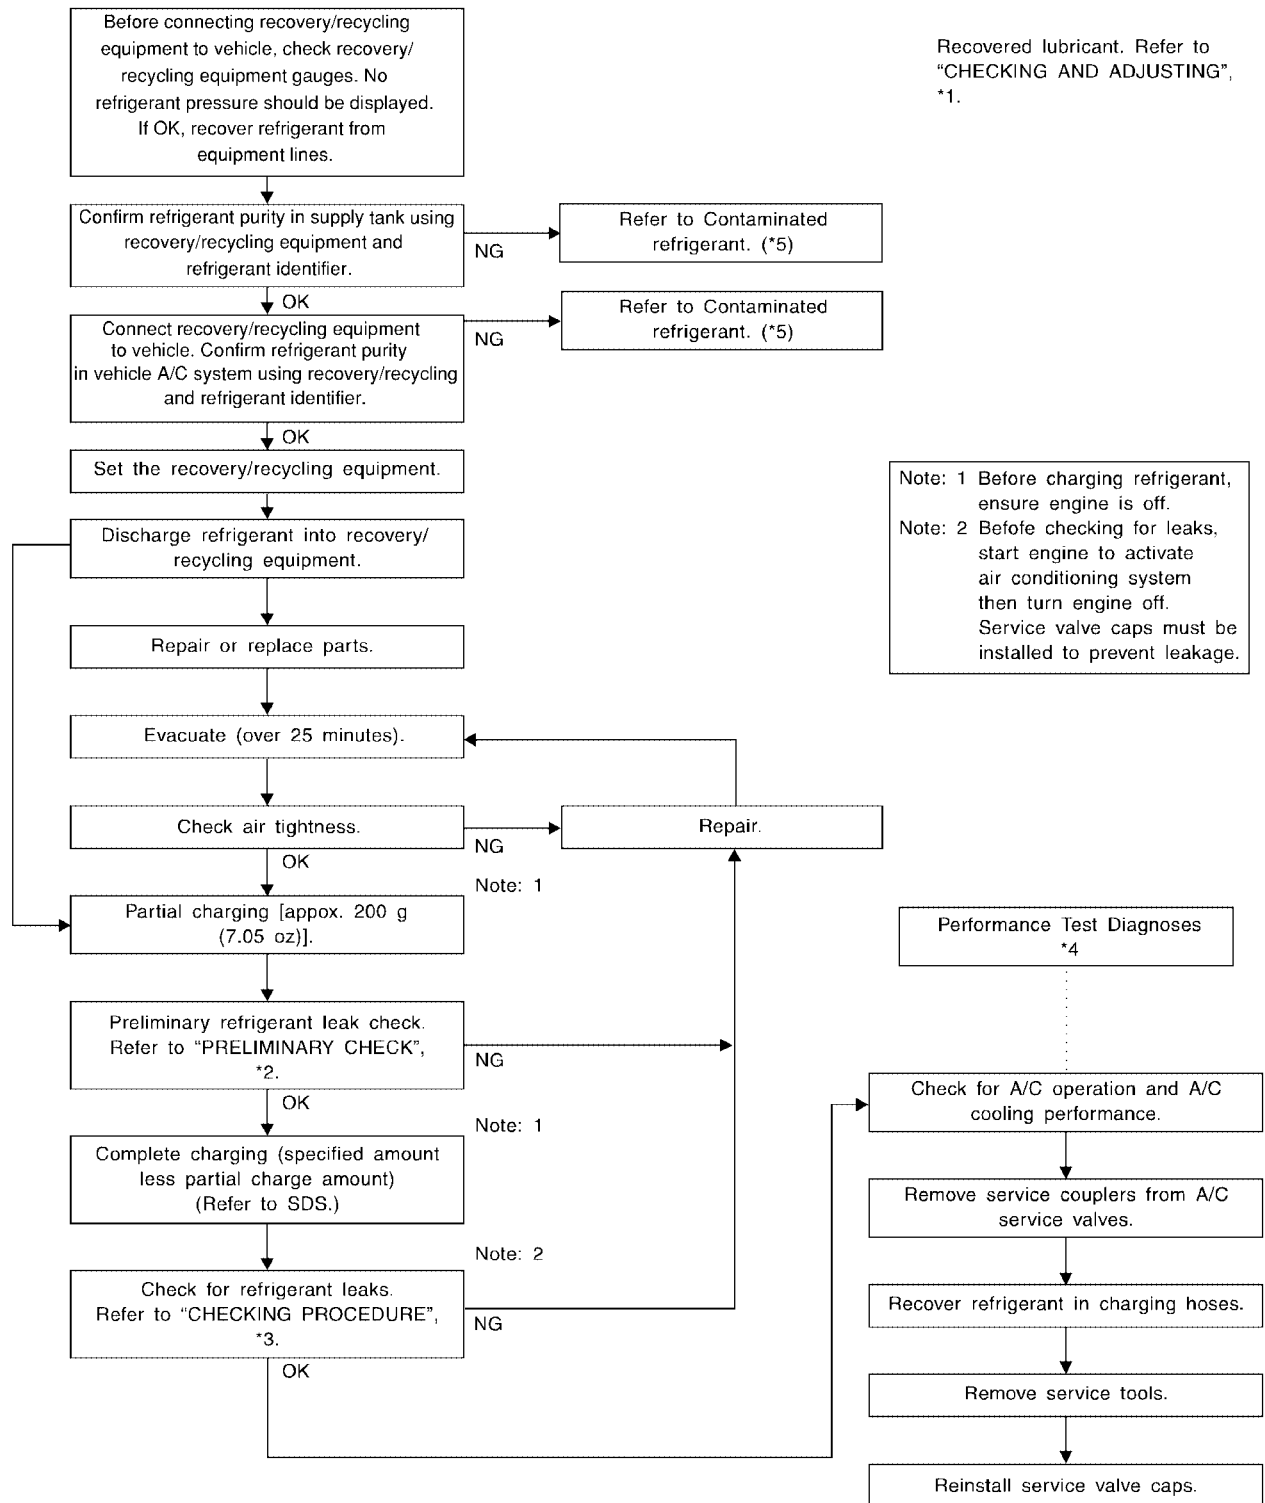 Before connecting recovery/recycling
equipment to vehicle, check recovery/
recycling equipment gauges. No
refrigerant pressure should be displayed.
If OK, recover refrigerant from
equipment lines.
Recovered lubricant. Refer to
“CHECKING AND ADJUSTING”,
*1.
Confirm refrigerant purity in supply tank using
recovery/recycling equipment and
refrigerant identifier.
NG
Refer to Contaminated
refrigerant. (*5)
OK
Connect recovery/recycling equipment
to vehicle. Confirm refrigerant purity
in vehicle A/C system using recovery/recycling
and refrigerant identifier.
NG
Refer to Contaminated
refrigerant. (*5)
OK
Set the recovery/recycling equipment.
Note: 1 Before charging refrigerant,
ensure engine is off.
Note: 2 Befofe checking for leaks,
start engine to activate
air conditioning system
then turn engine off.
Service valve caps must be
installed to prevent leakage.
Discharge refrigerant into recovery/
recycling equipment.
Repair or replace parts.
Evacuate (over 25 minutes).
Check air tightness.
NG
Repair.
OK
Note: 1
Partial charging [appox. 200 g
(7.05 oz)].
Preliminary refrigerant leak check.
Refer to “PRELIMINARY CHECK”,
*2.
NG
OK
Note: 1
Complete charging (specified amount
less partial charge amount)
(Refer to SDS.)
Note: 2
Check for refrigerant leaks.
Refer to “CHECKING PROCEDURE”,
*3.
NG
OK
Performance Test Diagnoses
*4
Check for A/C operation and A/C
cooling performance.
Remove service couplers from A/C
service valves.
Recover refrigerant in charging hoses.
Remove service tools.
Reinstall service valve caps.